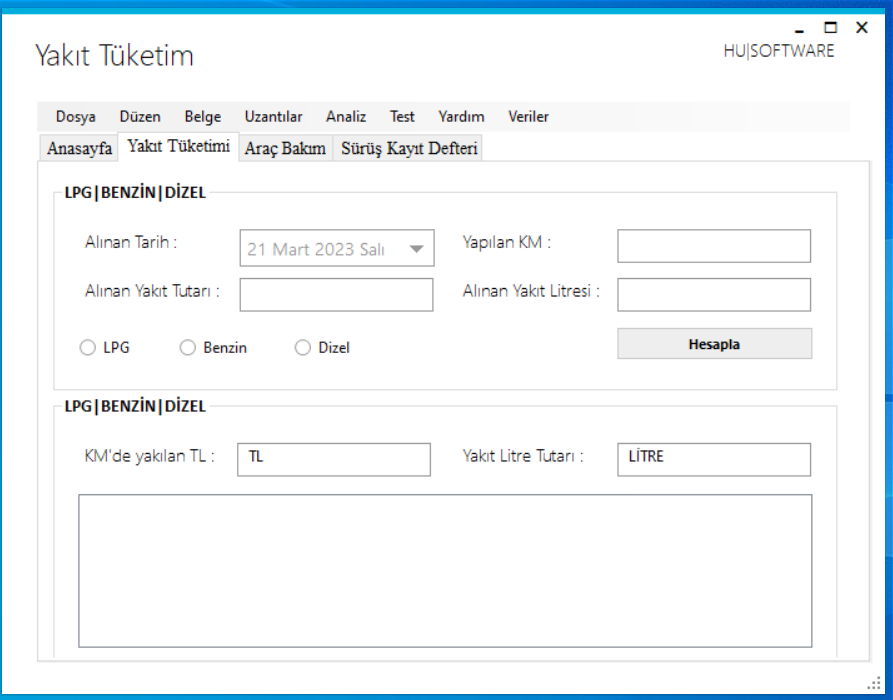 Yakıt Tüketim
HU|SOFTWARE
Dosya Düzen Belge Uzantılar Analiz Test Yardım Veriler
Anasayfa Yakıt Tüketimi Araç Bakım Sürüş Kayıt Defteri
LPG|BENZİN|DİZEL
Alınan Tarih : 21 Mart 2023 Salı Yapılan KM :
Alınan Yakıt Tutarı : Alınan Yakıt Litresi :
LPG Benzin Dizel Hesapla
LPG|BENZİN|DİZEL
KM'de yakılan TL : TL Yakıt Litre Tutarı : LİTRE